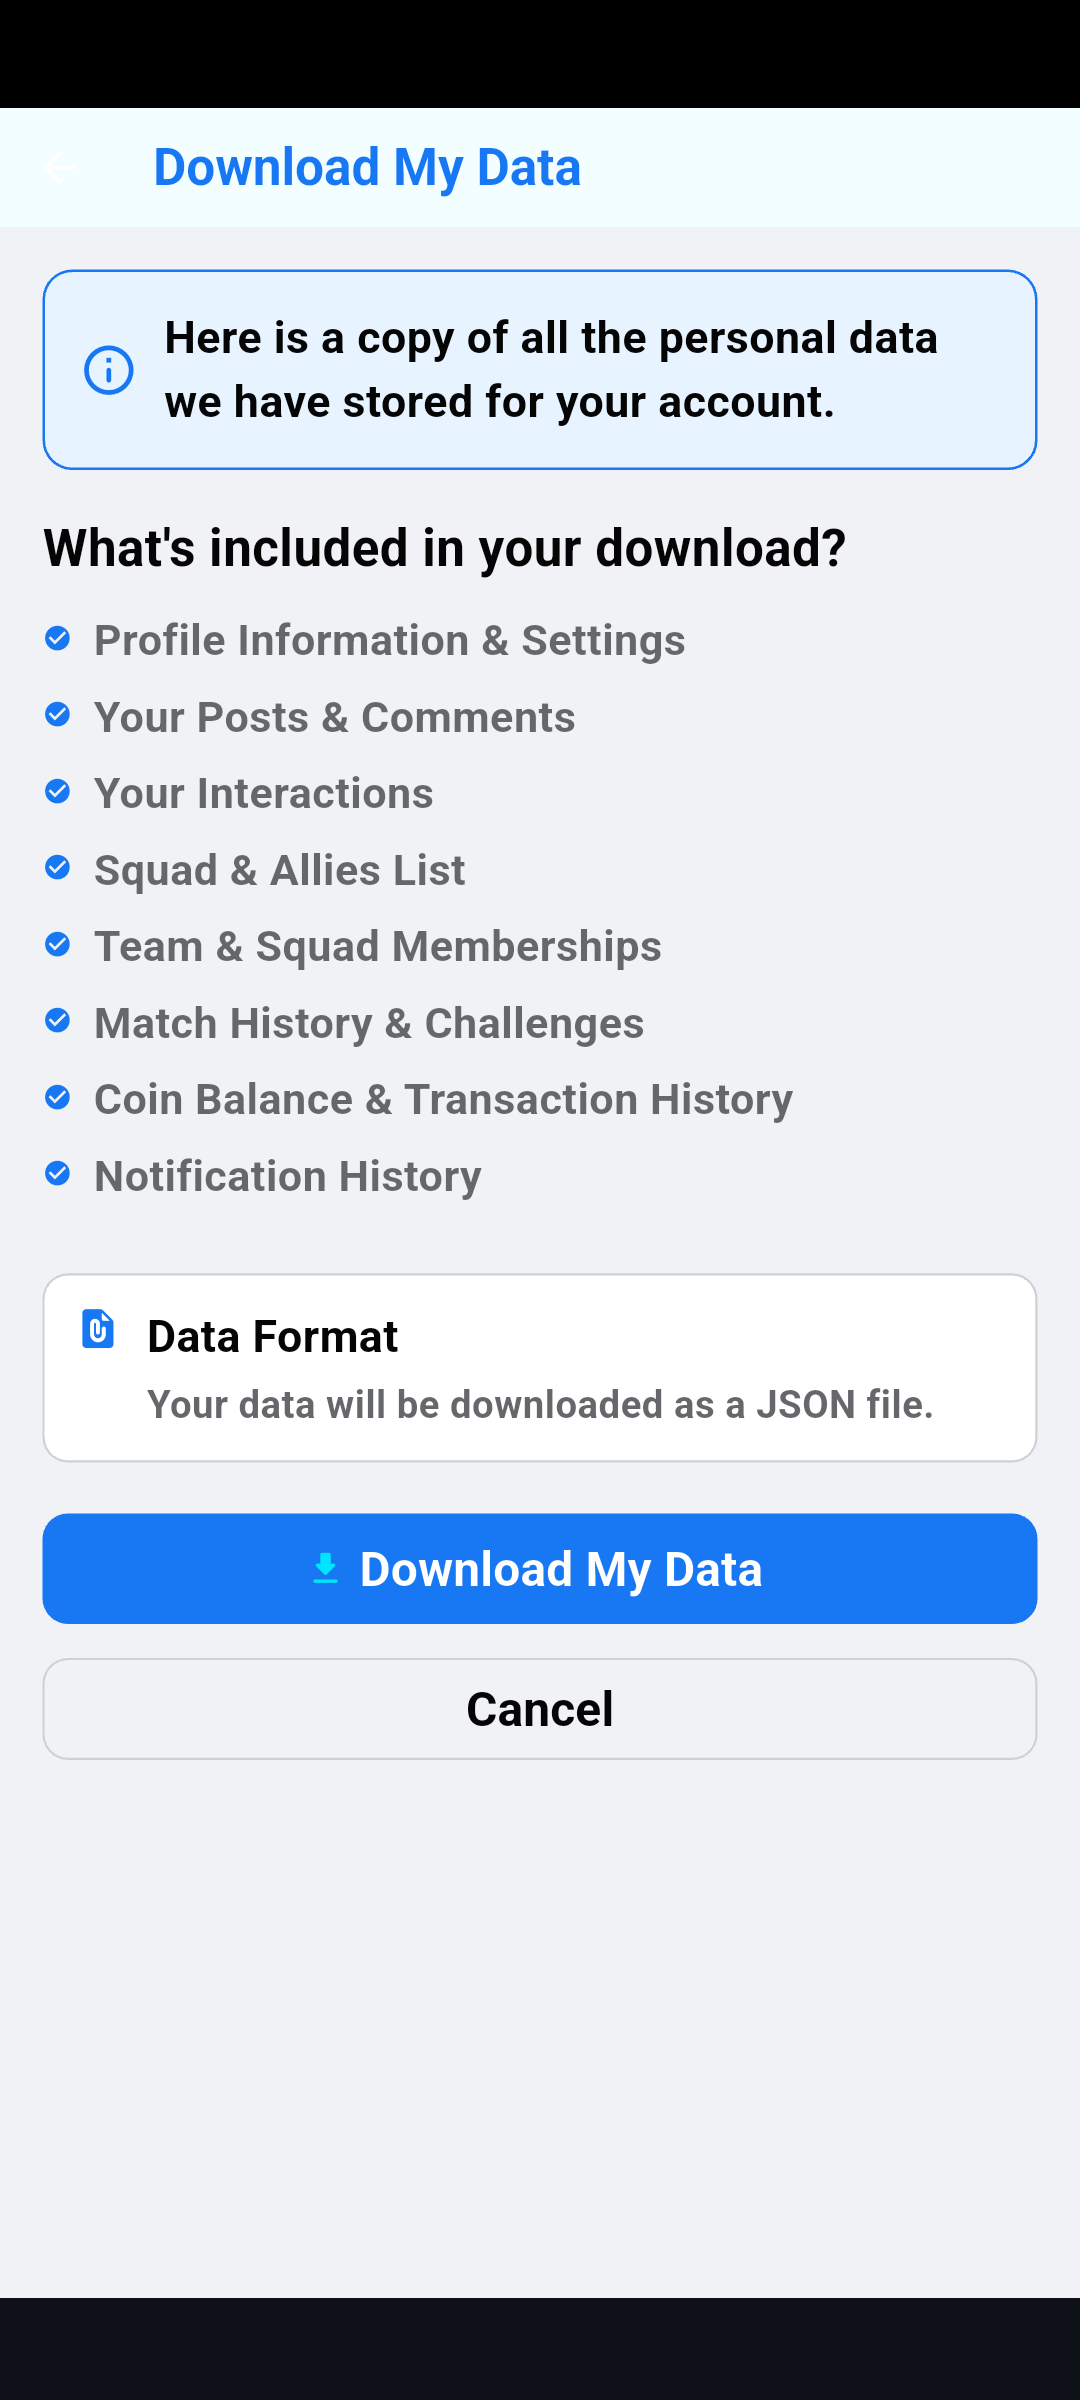 Download My Data
Here is a copy of all the personal data
we have stored for your account.
What's included in your download?
Profile Information & Settings
Your Posts & Comments
Your Interactions
Squad & Allies List
Team & Squad Memberships
Match History & Challenges
Coin Balance & Transaction History
Notification History
Data Format
Your data will be downloaded as a JSON file.
Download My Data
Cancel